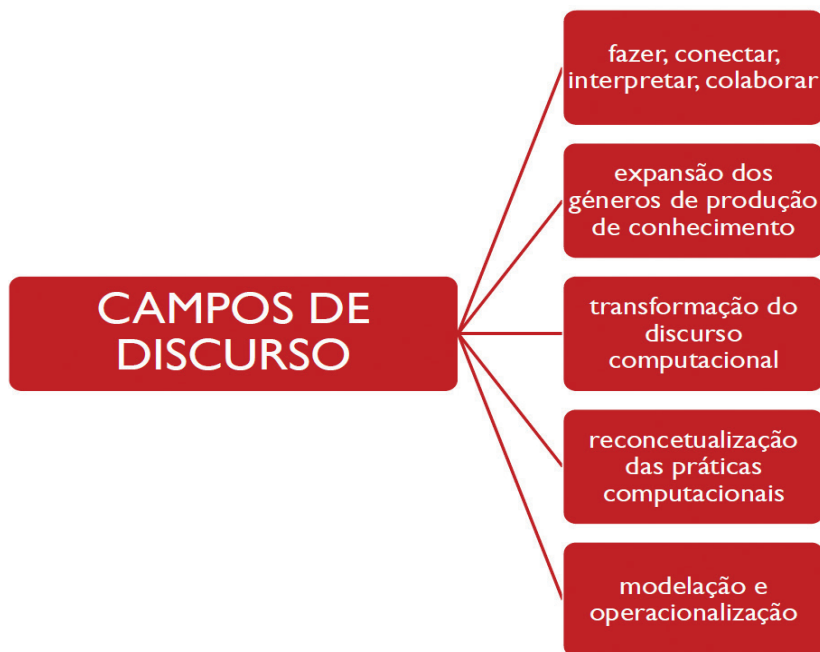 fazer, conectar,
interpretar, colaborar
expansão dos
géneros de produção
de conhecimento
CAMPOS DE
DISCURSO
transformação do
discurso
computacional
reconcetualização
das práticas
computacionais
modelação e
operacionalização